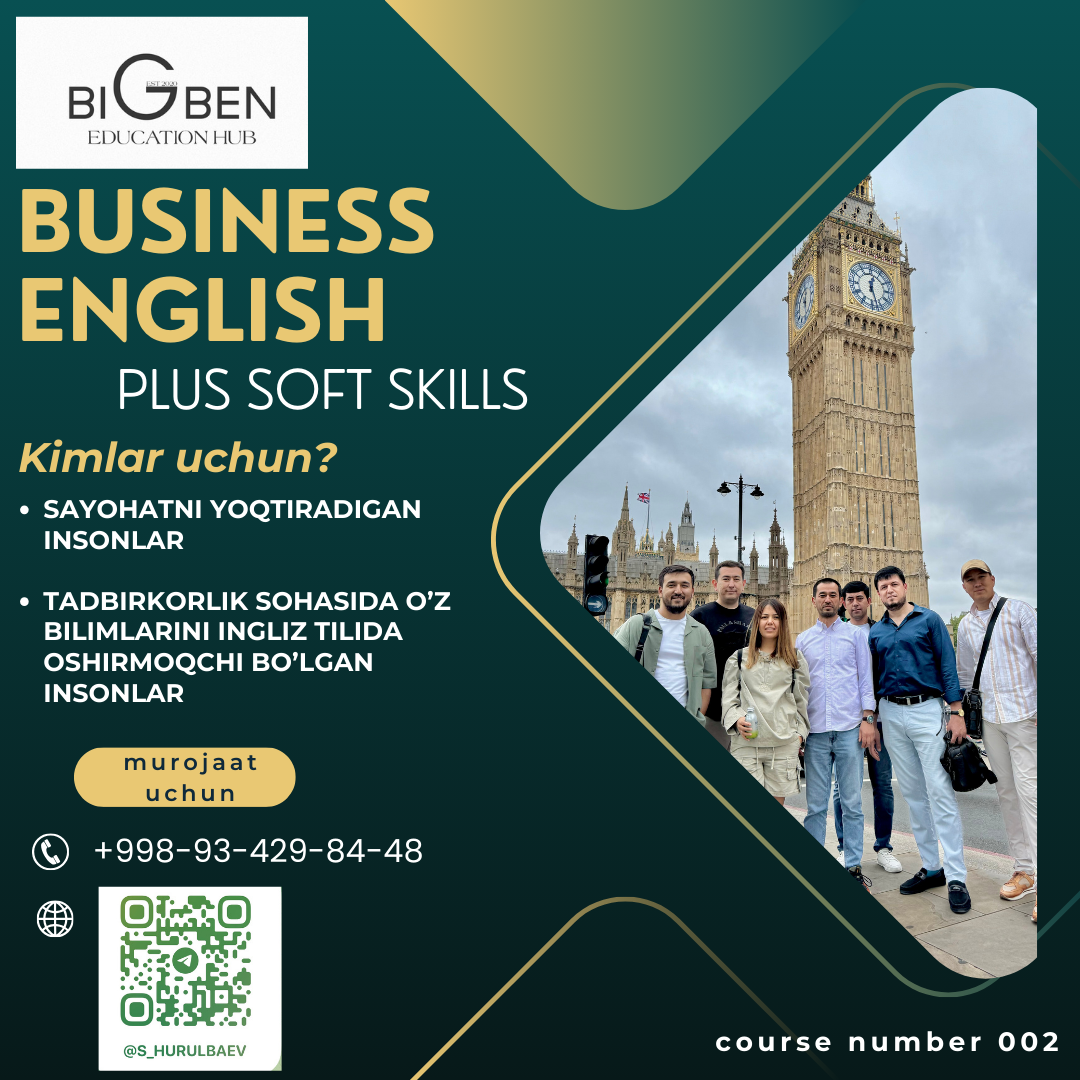 BIGBEN
EST 2020
EDUCATION HUB
BUSINESS
ENGLISH
PLUS SOFT SKILLS
Kimlar uchun?
• SAYOHATNI YOQTIRADIGAN
INSONLAR
• TADBIRKORLIK SOHASIDA O’Z
BILIMLARINI INGLIZ TILIDA
OSHIRMOQCHI BO’LGAN
INSONLAR
murojaat
uchun
+998-93-429-84-48
@S_HURULBAEV
course number 002